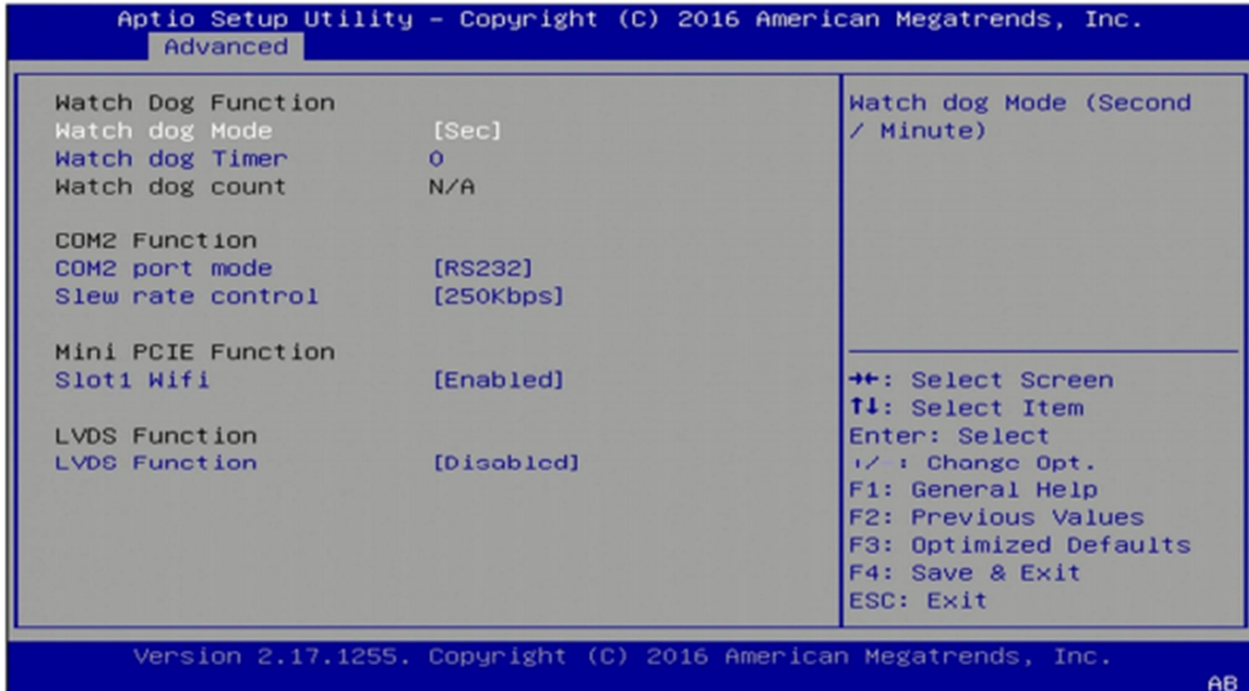 Aptio Setup Utility – Copyright (C) 2016 American Megatrends, Inc.
Advanced
Watch Dog Function
Watch dog Mode [Sec]
Watch dog Timer 0
Watch dog count N/A
COM2 Function
COM2 port mode [RS232]
Slew rate control [250Kbps]
Mini PCIE Function
Slot1 Wifi [Enabled]
LVDS Function
LVDS Function [Disabled]
Watch dog Mode (Second
/ Minute)
→←: Select Screen
↑↓: Select Item
Enter: Select
+/-: Change Opt.
F1: General Help
F2: Previous Values
F3: Optimized Defaults
F4: Save & Exit
ESC: Exit
Version 2.17.1255. Copyright (C) 2016 American Megatrends, Inc.
AB